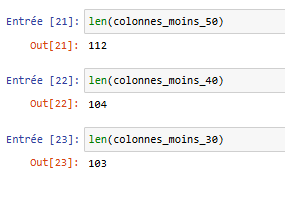 Entrée [21]: len(colonnes_moins_50)
Out[21]: 112
Entrée [22]: len(colonnes_moins_40)
Out[22]: 104
Entrée [23]: len(colonnes_moins_30)
Out[23]: 103